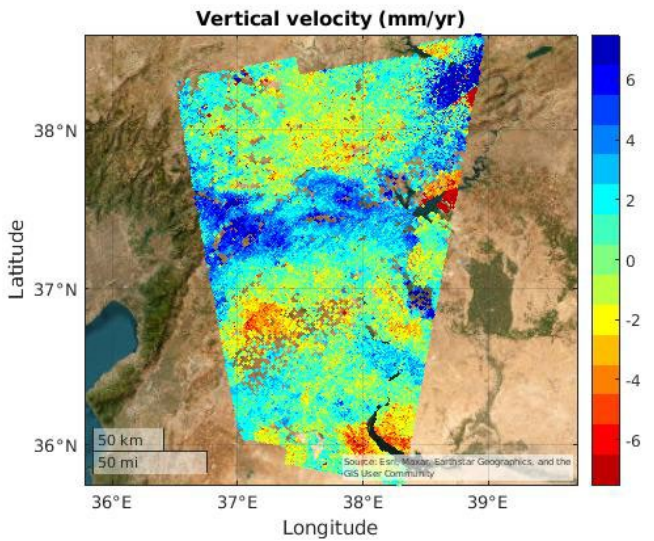 Vertical velocity (mm/yr)
38°N
37°N
36°N
Latitude
36°E
37°E
38°E
39°E
Longitude
6
4
2
0
-2
-4
-6
50 km
50 mi
Source: Esri, Maxar, Earthstar Geographics, and the
GIS User Community